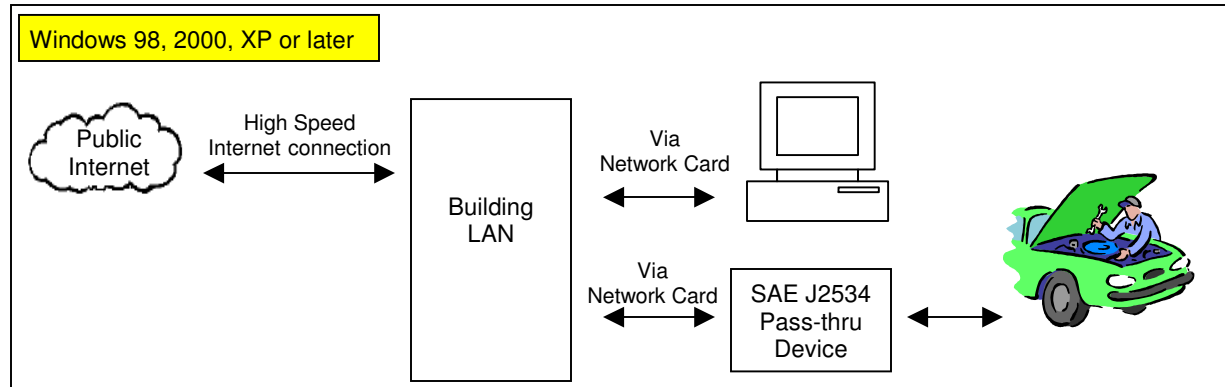 Windows 98, 2000, XP or later
Public
Internet
High Speed
Internet connection
Building
LAN
Via
Network Card
Via
Network Card
SAE J2534
Pass-thru
Device